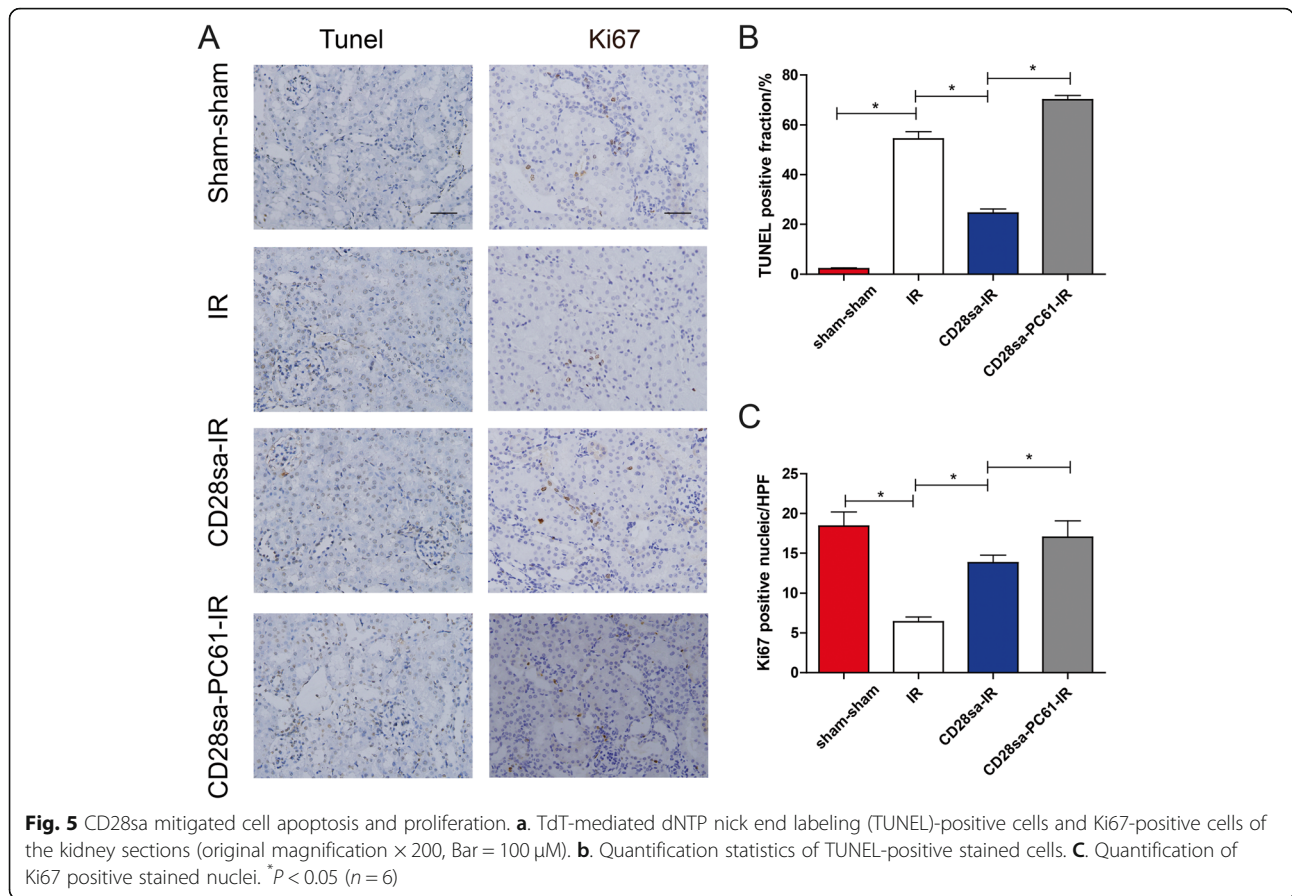 A
Tunel
Ki67
Sham-sham
IR
CD28sa-IR
CD28sa-PC61-IR
B
TUNEL positive fraction/%
80
60
40
20
0
*
*
*
sham-sham
IR
CD28sa-IR
CD28sa-PC61-IR
C
Ki67 positive nucleic/HPF
25
20
15
10
5
0
*
*
*
sham-sham
IR
CD28sa-IR
CD28sa-PC61-IR
Fig. 5 CD28sa mitigated cell apoptosis and proliferation. a. TdT-mediated dNTP nick end labeling (TUNEL)-positive cells and Ki67-positive cells of
the kidney sections (original magnification × 200, Bar = 100 μM). b. Quantification statistics of TUNEL-positive stained cells. C. Quantification of
Ki67 positive stained nuclei. *P < 0.05 (n = 6)